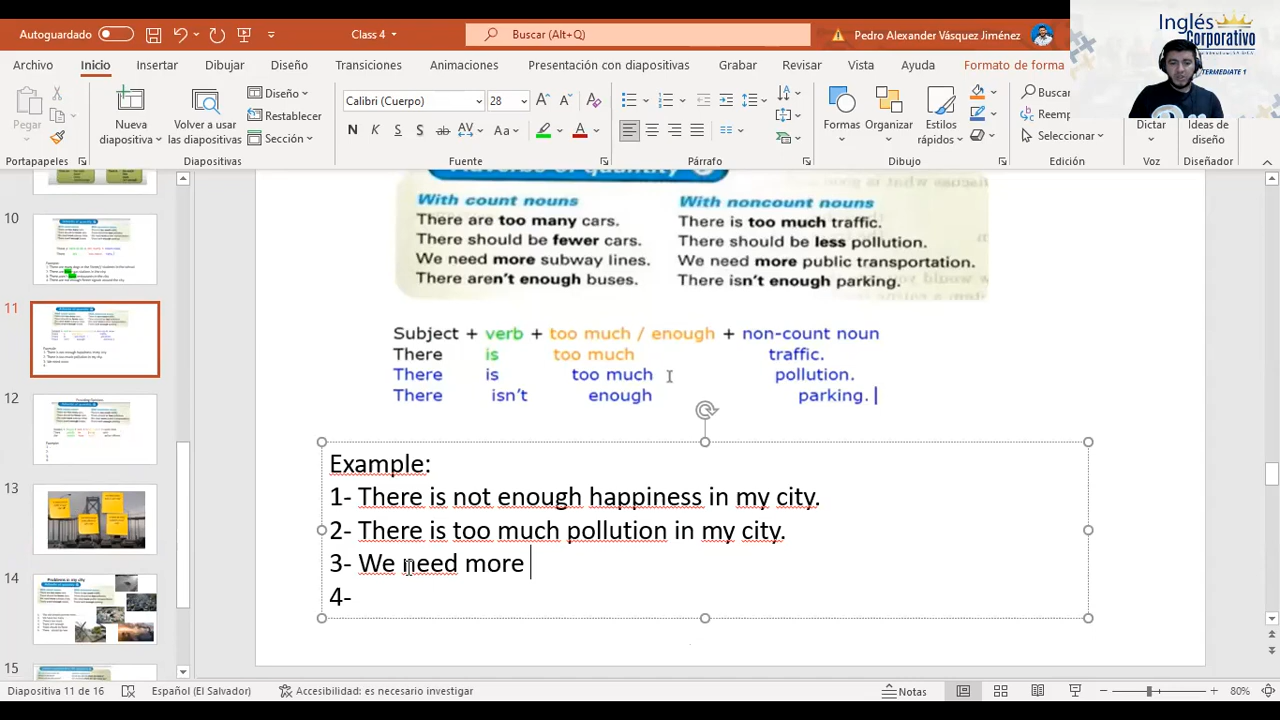 Autoguardado
Class 4
Buscar (Alt+Q)
Pedro Alexander Vásquez Jiménez
Inglés
Corporativo
TERMEDIATE 1
Archivo Inicio Insertar Dibujar Diseño Transiciones Animaciones Presentación con diapositivas Grabar Revisar Vista Ayuda Formato de forma
Pegar
Nueva diapositiva
Volver a usar las diapositivas
Diseño
Restablecer
Sección
Calibri (Cuerpo) 28
Formas
Organizar
Estilos rápidos
Buscar
Seleccionar
Dictar
Ideas de diseño
Portapapeles Diapositivas Fuente Párrafo Dibujo Edición Voz Diseñador
10
11
12
13
14
15
With count nouns
There are too many cars.
There should be fewer cars.
We need more subway lines.
There aren't enough buses.
With noncount nouns
There is too much traffic.
There should be less pollution.
We need more public transportation.
There isn't enough parking.
Subject + verb + too much / enough + non-count noun
There is too much traffic.
There is too much pollution.
There isn't enough parking.
Example:
1- There is not enough happiness in my city.
2- There is too much pollution in my city.
3- We need more
4-
Diapositiva 11 de 16 Español (El Salvador) Accesibilidad: es necesario investigar Notas 80%